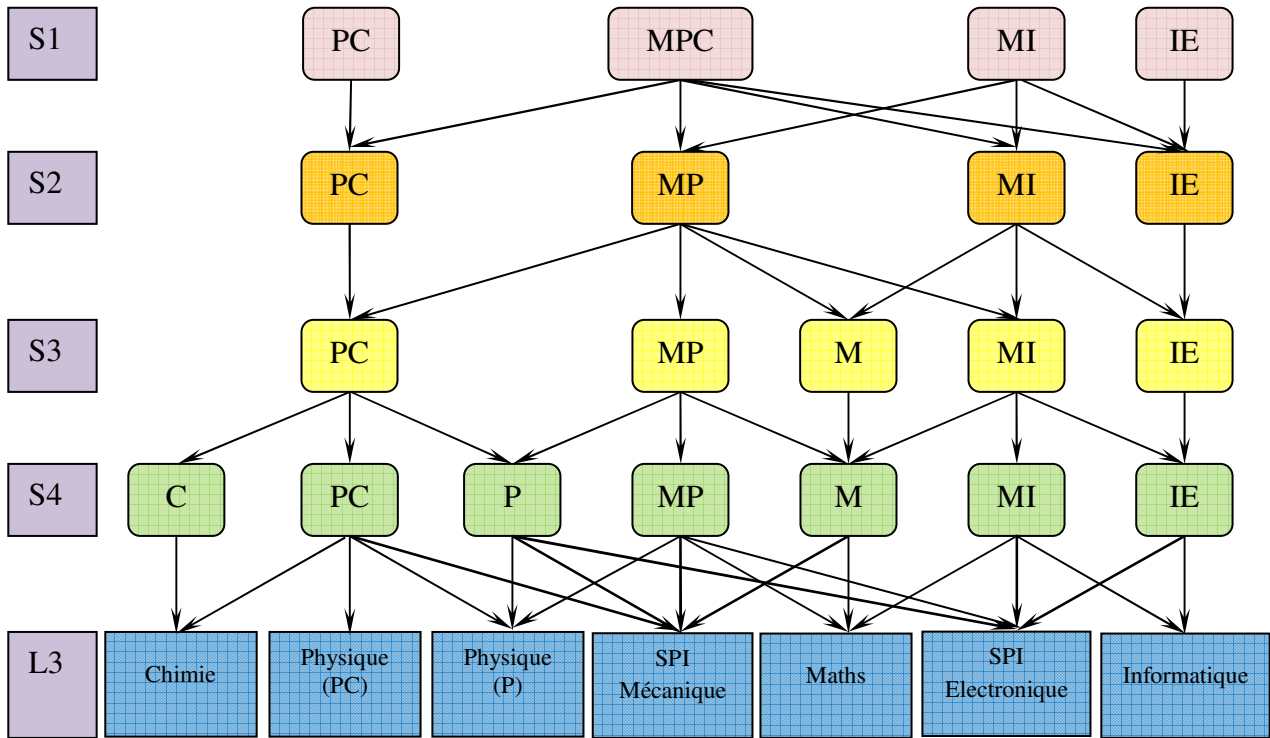 S1
PC
MPC
MI
IE
S2
PC
MP
MI
IE
S3
PC
MP
M
MI
IE
S4
C
PC
P
MP
M
MI
IE
L3
Chimie
Physique
(PC)
Physique
(P)
SPI
Mécanique
Maths
SPI
Electronique
Informatique